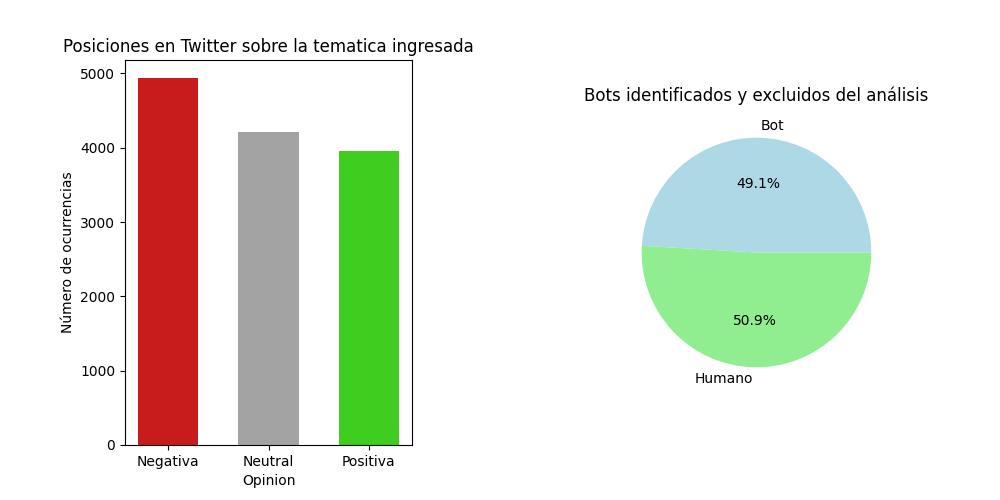 Posiciones en Twitter sobre la tematica ingresada
5000
4000
3000
2000
1000
0
Número de ocurrencias
Negativa
Neutral
Positiva
Opinion
Bots identificados y excluidos del análisis
Bot
49.1%
50.9%
Humano